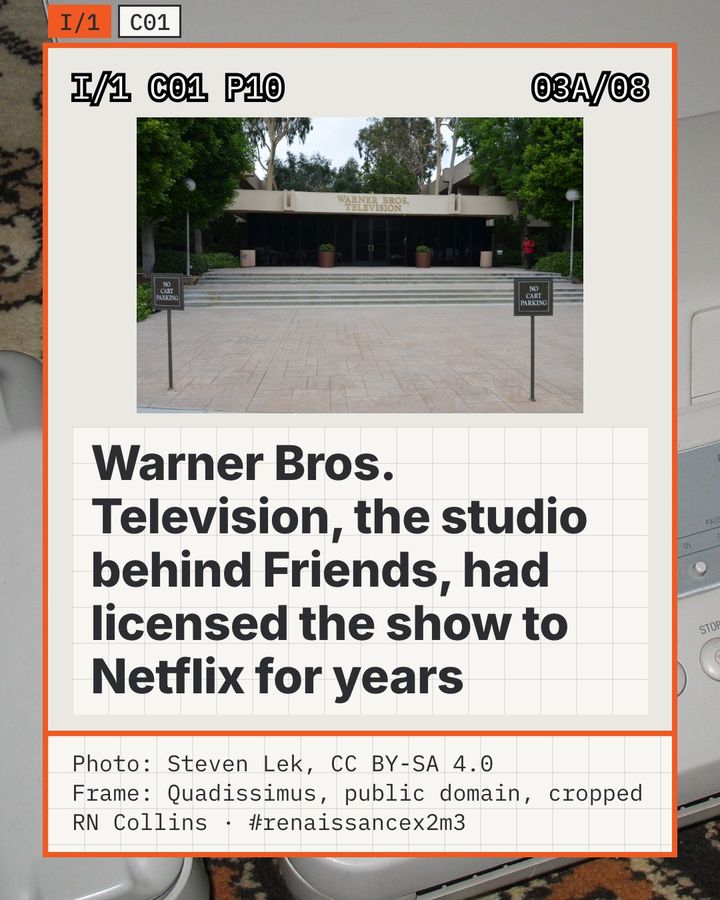 I/1 C01
I/1 C01 P10 03A/08
WARNER BROS.
TELEVISION
NO
CART
PARKING
NO
CART
PARKING
Warner Bros.
Television, the studio
behind Friends, had
licensed the show to
Netflix for years
Photo: Steven Lek, CC BY-SA 4.0
Frame: Quadissimus, public domain, cropped
RN Collins · #renaissancex2m3